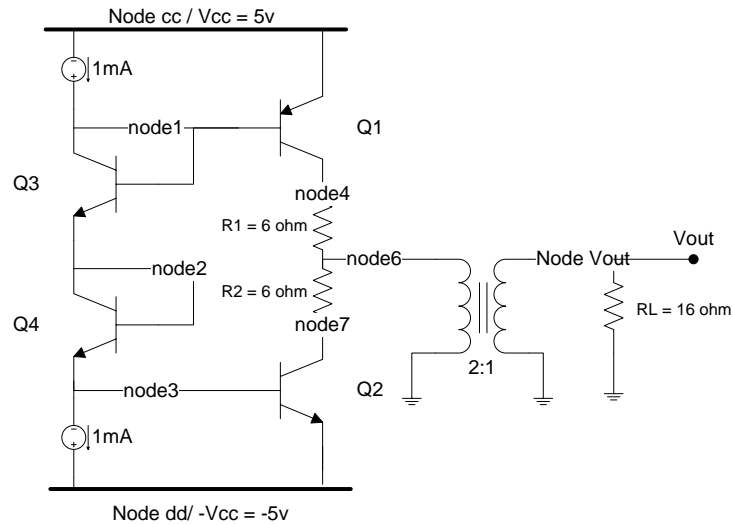 Node cc / Vcc = 5v
1mA
node1
Q1
Q3
node4
R1 = 6 ohm
node2
node6
Node Vout
Vout
R2 = 6 ohm
RL = 16 ohm
Q4
node7
2:1
node3
Q2
1mA
Node dd/ -Vcc = -5v